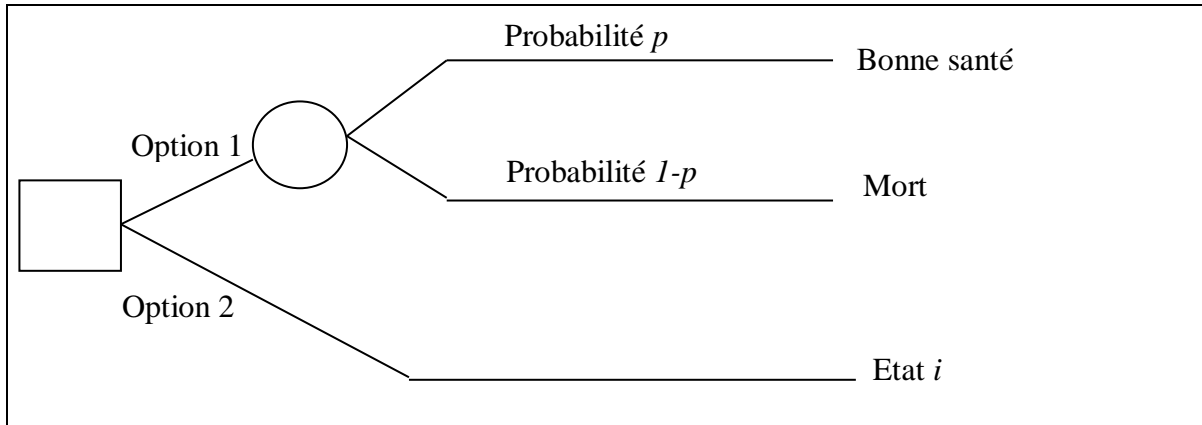 Probabilité p
Bonne santé
Option 1
Probabilité 1-p
Mort
Option 2
Etat i